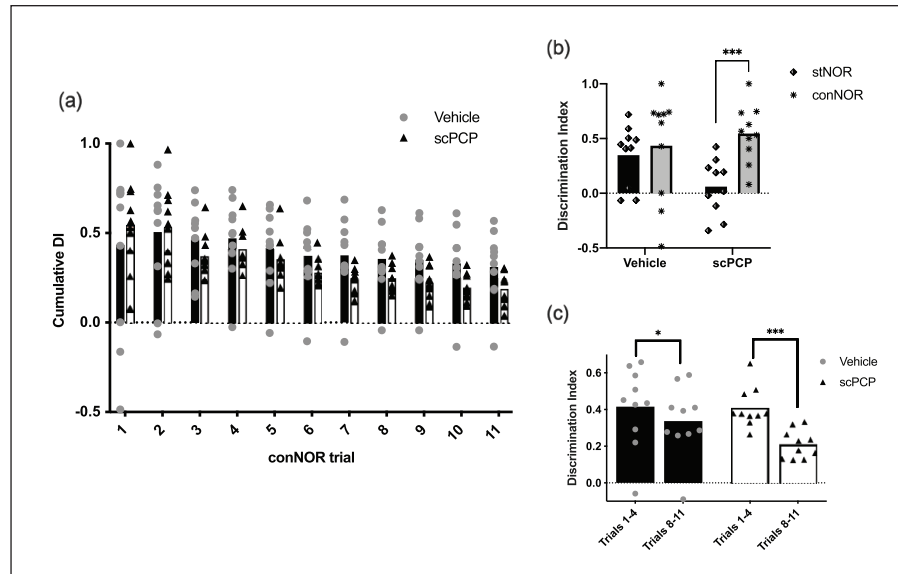 (a)
Vehicle
scPCP
Cumulative DI
1.0
0.5
0.0
-0.5
1 2 3 4 5 6 7 8 9 10 11
conNOR trial
(b)
***
stNOR
conNOR
Discrimination Index
1.0
0.5
0.0
-0.5
Vehicle scPCP
(c)
* ***
Vehicle
scPCP
Discrimination Index
0.6
0.4
0.2
0.0
Trials 1-4 Trials 8-11 Trials 1-4 Trials 8-11